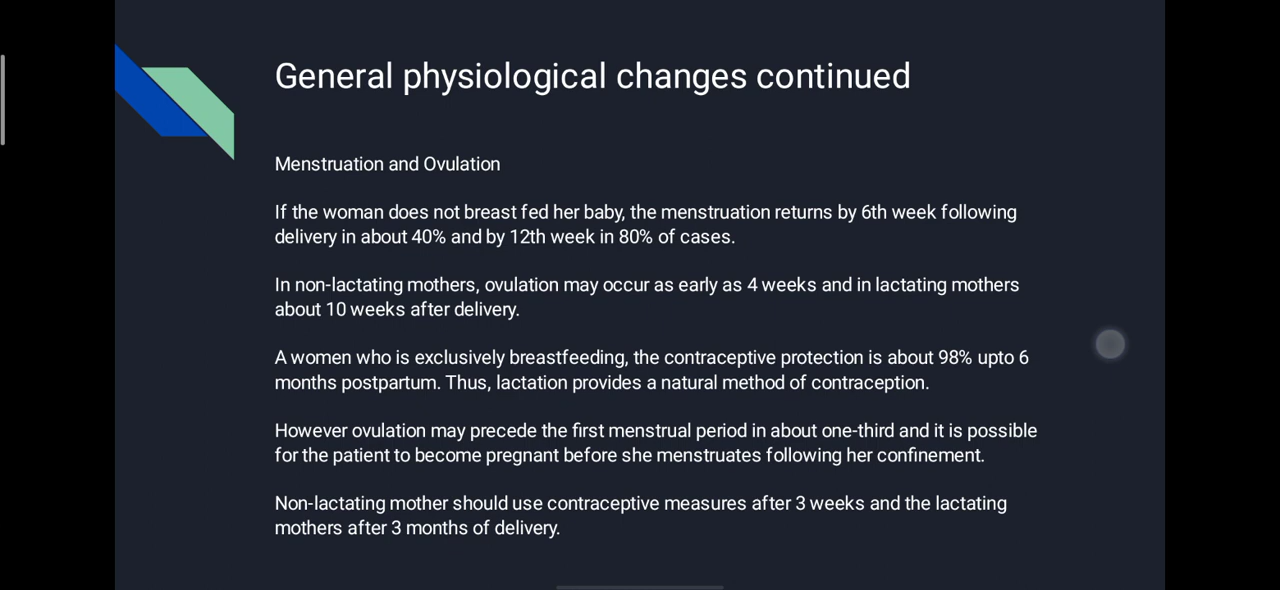 General physiological changes continued
Menstruation and Ovulation
If the woman does not breast fed her baby, the menstruation returns by 6th week following
delivery in about 40% and by 12th week in 80% of cases.
In non-lactating mothers, ovulation may occur as early as 4 weeks and in lactating mothers
about 10 weeks after delivery.
A women who is exclusively breastfeeding, the contraceptive protection is about 98% upto 6
months postpartum. Thus, lactation provides a natural method of contraception.
However ovulation may precede the first menstrual period in about one-third and it is possible
for the patient to become pregnant before she menstruates following her confinement.
Non-lactating mother should use contraceptive measures after 3 weeks and the lactating
mothers after 3 months of delivery.